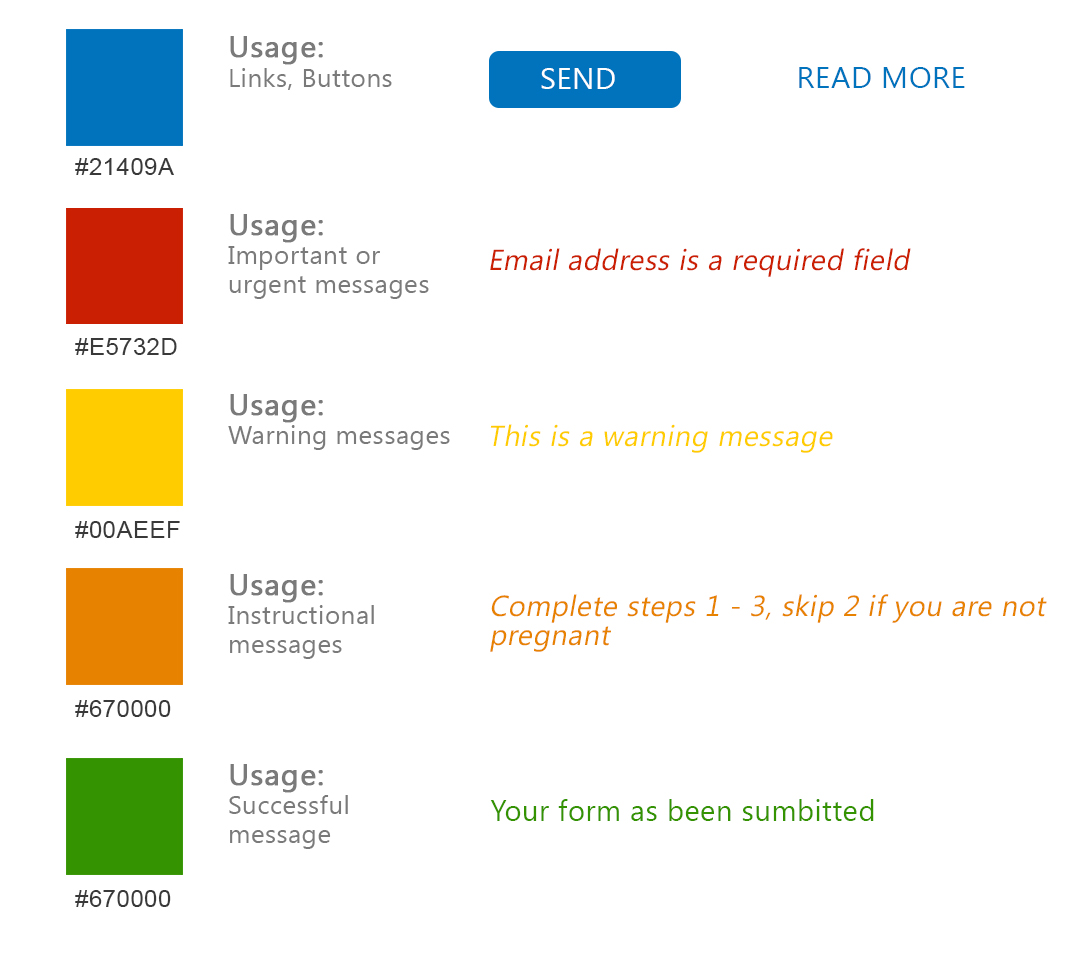 Usage:
Links, Buttons
SEND
READ MORE
#21409A
Usage:
Important or
urgent messages
Email address is a required field
#E5732D
Usage:
Warning messages
This is a warning message
#00AEEF
Usage:
Instructional
messages
Complete steps 1 - 3, skip 2 if you are not
pregnant
#670000
Usage:
Successful
message
Your form as been sumbitted
#670000